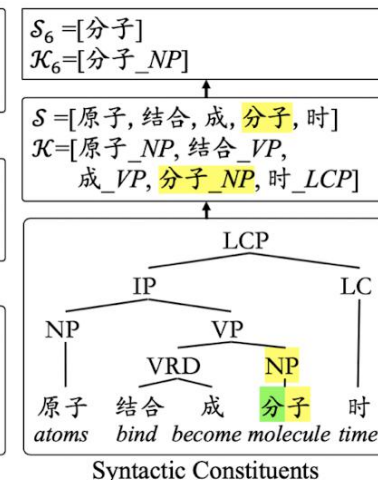 𝒮₆ =[分子]
𝒦₆=[分子_NP]
𝒮 =[原子, 结合, 成, 分子, 时]
𝒦=[原子_NP, 结合_VP,
成_VP, 分子_NP, 时_LCP]
LCP
IP LC
NP VP
VRD NP
原子 结合 成 分子 时
atoms bind become molecule time
Syntactic Constituents